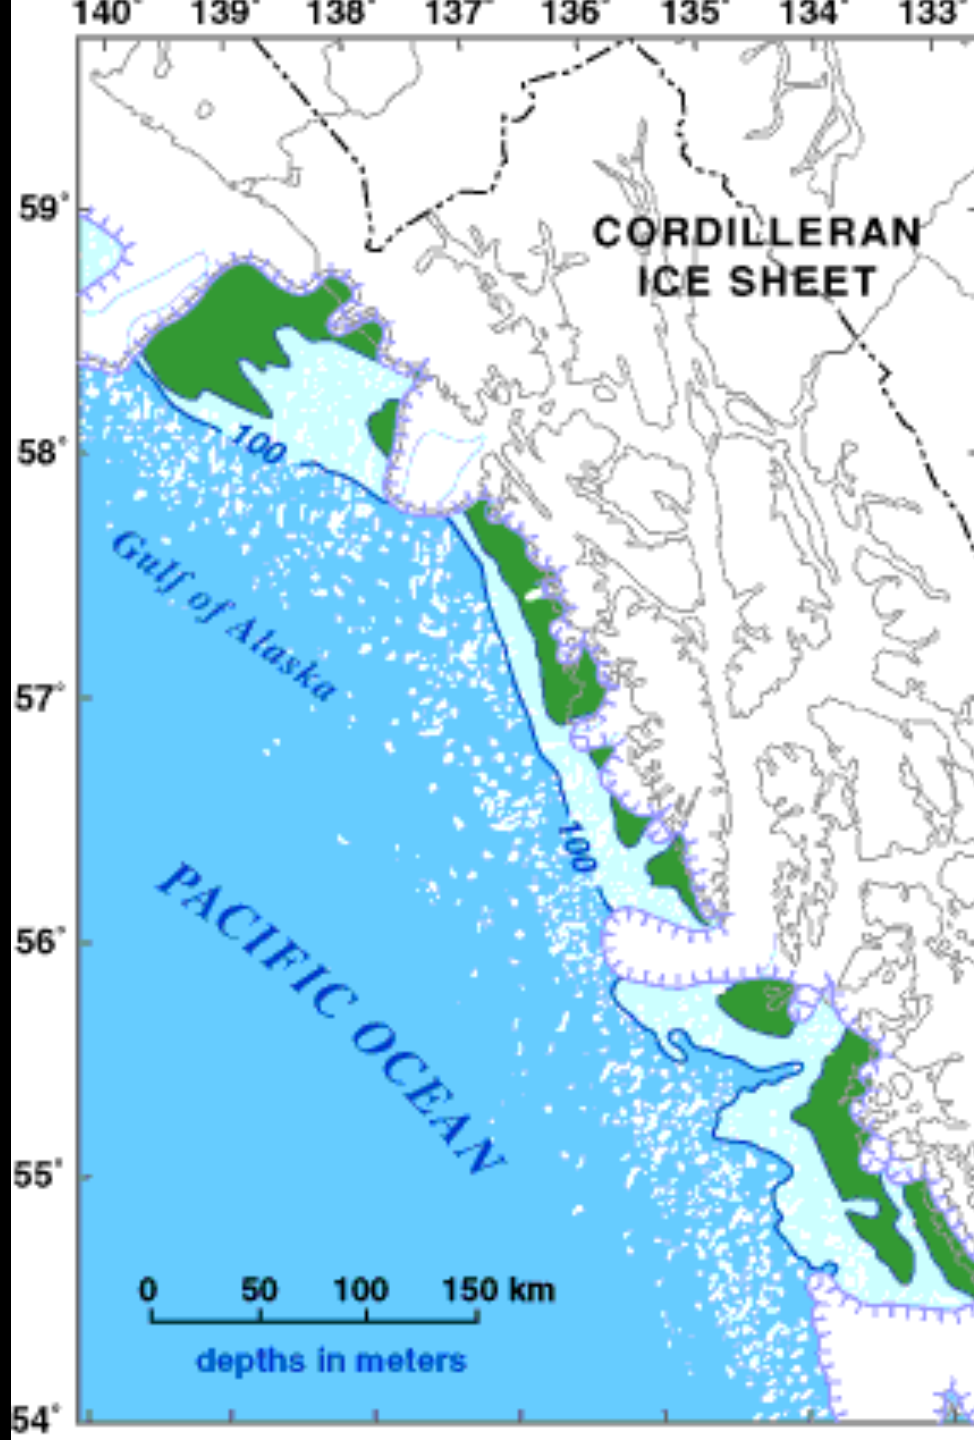 140° 139° 138° 137° 136° 135° 134° 133°
59°
CORDILLERAN
ICE SHEET
58°
100
Gulf of Alaska
57°
100
PACIFIC OCEAN
56°
55°
0 50 100 150 km
depths in meters
54°